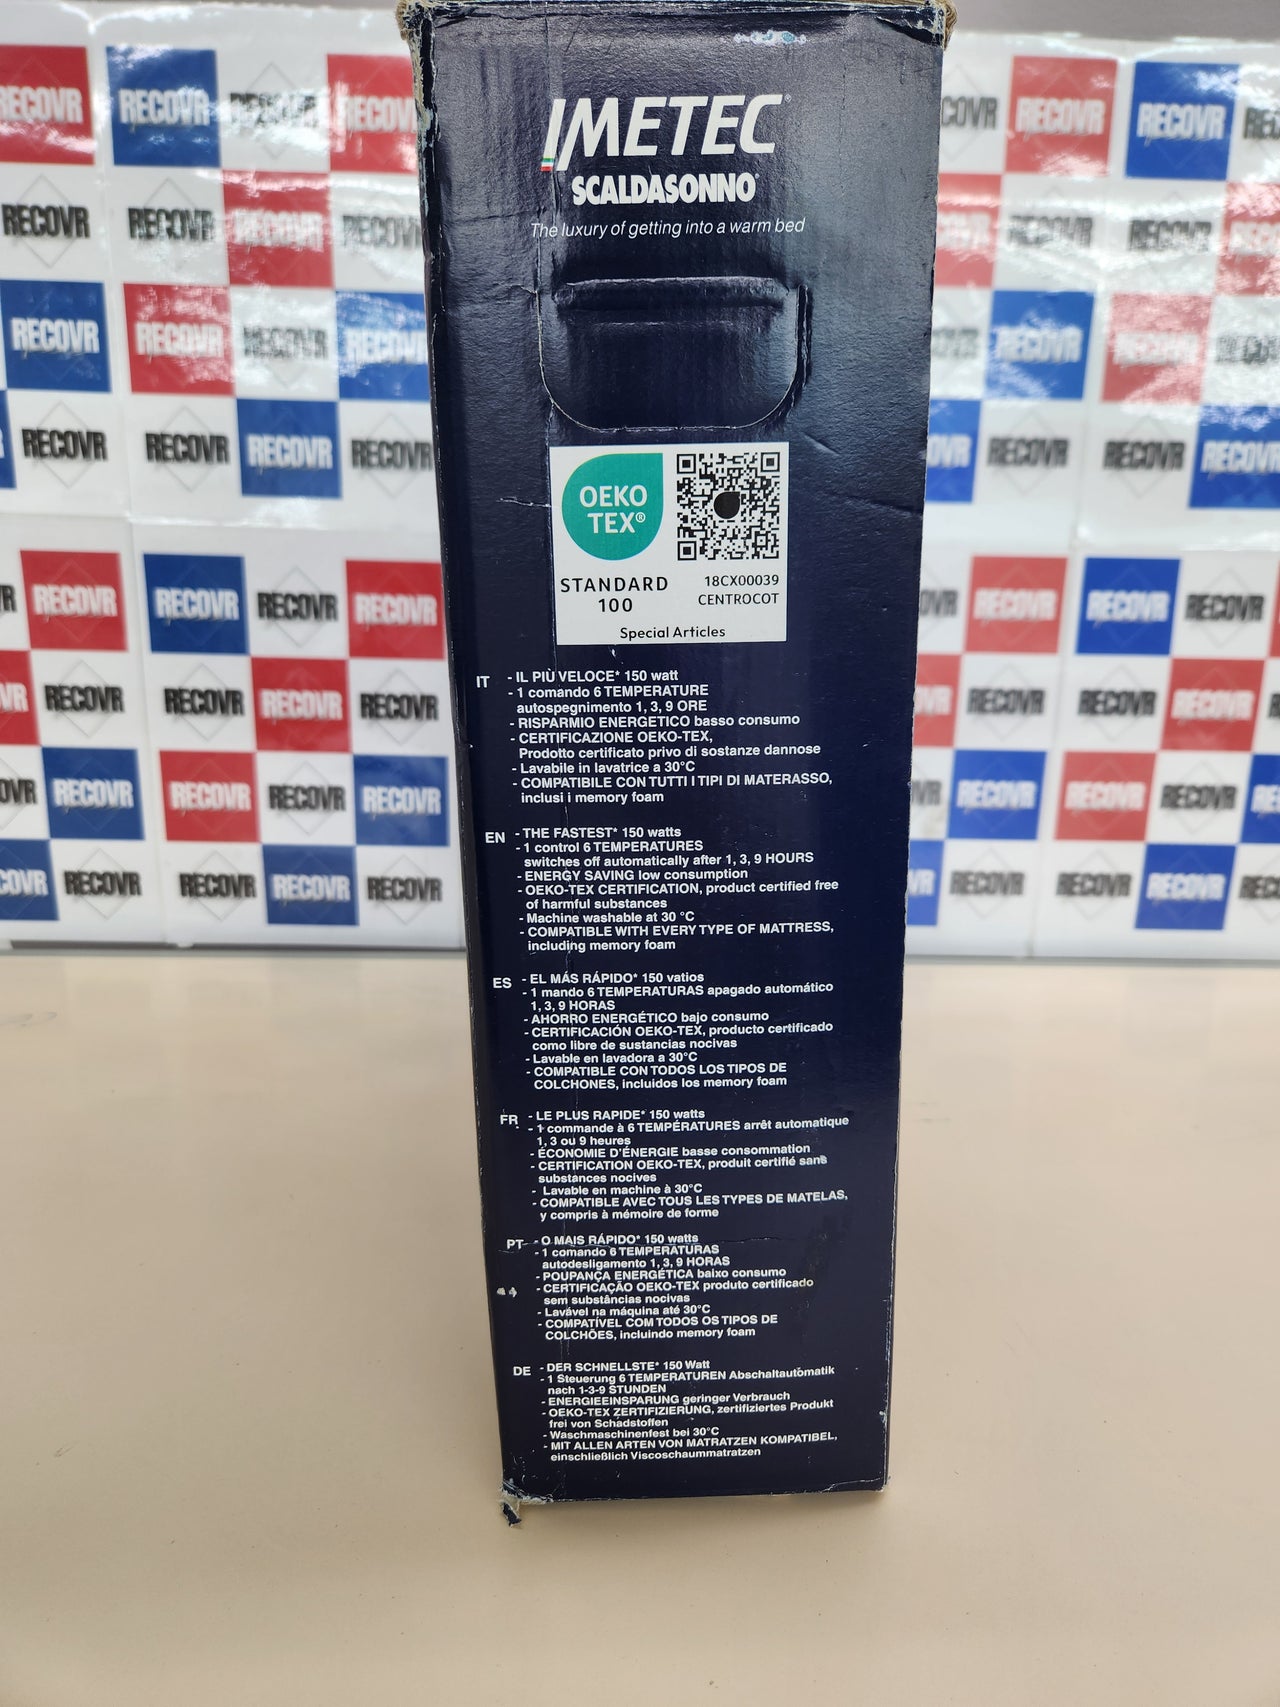 IMETEC®
SCALDASONNO®
The luxury of getting into a warm bed
OEKO
TEX®
STANDARD
100
18CX00039
CENTROCOT
Special Articles
IT - IL PIÙ VELOCE* 150 watt
- 1 comando 6 TEMPERATURE
autospegnimento 1, 3, 9 ORE
- RISPARMIO ENERGETICO basso consumo
- CERTIFICAZIONE OEKO-TEX,
Prodotto certificato privo di sostanze dannose
- Lavabile in lavatrice a 30°C
- COMPATIBILE CON TUTTI I TIPI DI MATERASSO,
inclusi i memory foam
EN - THE FASTEST* 150 watts
- 1 control 6 TEMPERATURES
switches off automatically after 1, 3, 9 HOURS
- ENERGY SAVING low consumption
- OEKO-TEX CERTIFICATION, product certified free
of harmful substances
- Machine washable at 30 °C
- COMPATIBLE WITH EVERY TYPE OF MATTRESS,
including memory foam
ES - EL MÁS RÁPIDO* 150 vatios
- 1 mando 6 TEMPERATURAS apagado automático
1, 3, 9 HORAS
- AHORRO ENERGÉTICO bajo consumo
- CERTIFICACIÓN OEKO-TEX, producto certificado
como libre de sustancias nocivas
- Lavable en lavadora a 30°C
- COMPATIBLE CON TODOS LOS TIPOS DE
COLCHONES, incluidos los memory foam
FR - LE PLUS RAPIDE* 150 watts
- 1 commande à 6 TEMPÉRATURES arrêt automatique
1, 3 ou 9 heures
- ÉCONOMIE D'ÉNERGIE basse consommation
- CERTIFICATION OEKO-TEX, produit certifié sans
substances nocives
- Lavable en machine à 30°C
- COMPATIBLE AVEC TOUS LES TYPES DE MATELAS,
y compris à mémoire de forme
PT - O MAIS RÁPIDO* 150 watts
- 1 comando 6 TEMPERATURAS
autodesligamento 1, 3, 9 HORAS
- POUPANÇA ENERGÉTICA baixo consumo
- CERTIFICAÇÃO OEKO-TEX produto certificado
sem substâncias nocivas
- Lavável na máquina até 30°C
- COMPATÍVEL COM TODOS OS TIPOS DE
COLCHÕES, incluindo memory foam
DE - DER SCHNELLSTE* 150 Watt
- 1 Steuerung 6 TEMPERATUREN Abschaltautomatik
nach 1-3-9 STUNDEN
- ENERGIEEINSPARUNG geringer Verbrauch
- OEKO-TEX ZERTIFIZIERUNG, zertifiziertes Produkt
frei von Schadstoffen
- Waschmaschinenfest bei 30°C
- MIT ALLEN ARTEN VON MATRATZEN KOMPATIBEL,
einschließlich Viscoschaummatratzen
RECOVR